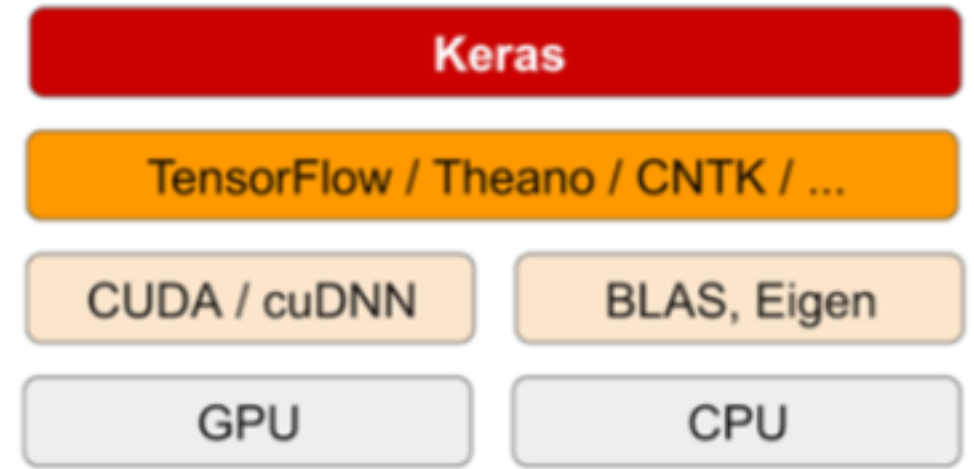 Keras
TensorFlow / Theano / CNTK / ...
CUDA / cuDNN
BLAS, Eigen
GPU
CPU